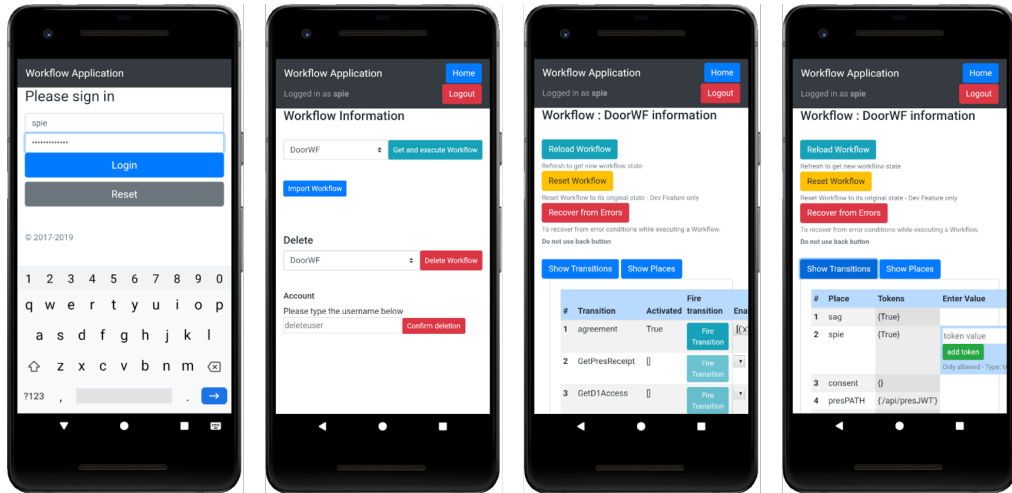 Workflow Application
Please sign in
spie
•••••••••••••
Login
Reset
© 2017-2019
1 2 3 4 5 6 7 8 9 0
q w e r t y u i o p
a s d f g h j k l
z x c v b n m
?123 , .
Workflow Application
Home
Logged in as spie
Logout
Workflow Information
DoorWF
Get and execute Workflow
Import Workflow
Delete
DoorWF
Delete Workflow
Account
Please type the username below
deleteuser
Confirm deletion
Workflow Application
Home
Logged in as spie
Logout
Workflow : DoorWF information
Reload Workflow
Refresh to get new workflow state
Reset Workflow
Reset Workflow to its original state - Dev Feature only
Recover from Errors
To recover from error conditions while executing a Workflow.
Do not use back button
Show Transitions Show Places
# Transition Activated Fire transition Ena
1 agreement True Fire Transition [('x'
2 GetPresReceipt [] Fire Transition
3 GetD1Access [] Fire Transition
Workflow Application
Home
Logged in as spie
Logout
Workflow : DoorWF information
Reload Workflow
Refresh to get new workflow state
Reset Workflow
Reset Workflow to its original state - Dev Feature only
Recover from Errors
To recover from error conditions while executing a Workflow.
Do not use back button
Show Transitions Show Places
# Place Tokens Enter Value
1 sag {True}
2 spie {True} token value
add token
Only allowed - Type:
3 consent {}
4 presPATH {'/api/presJWT'}